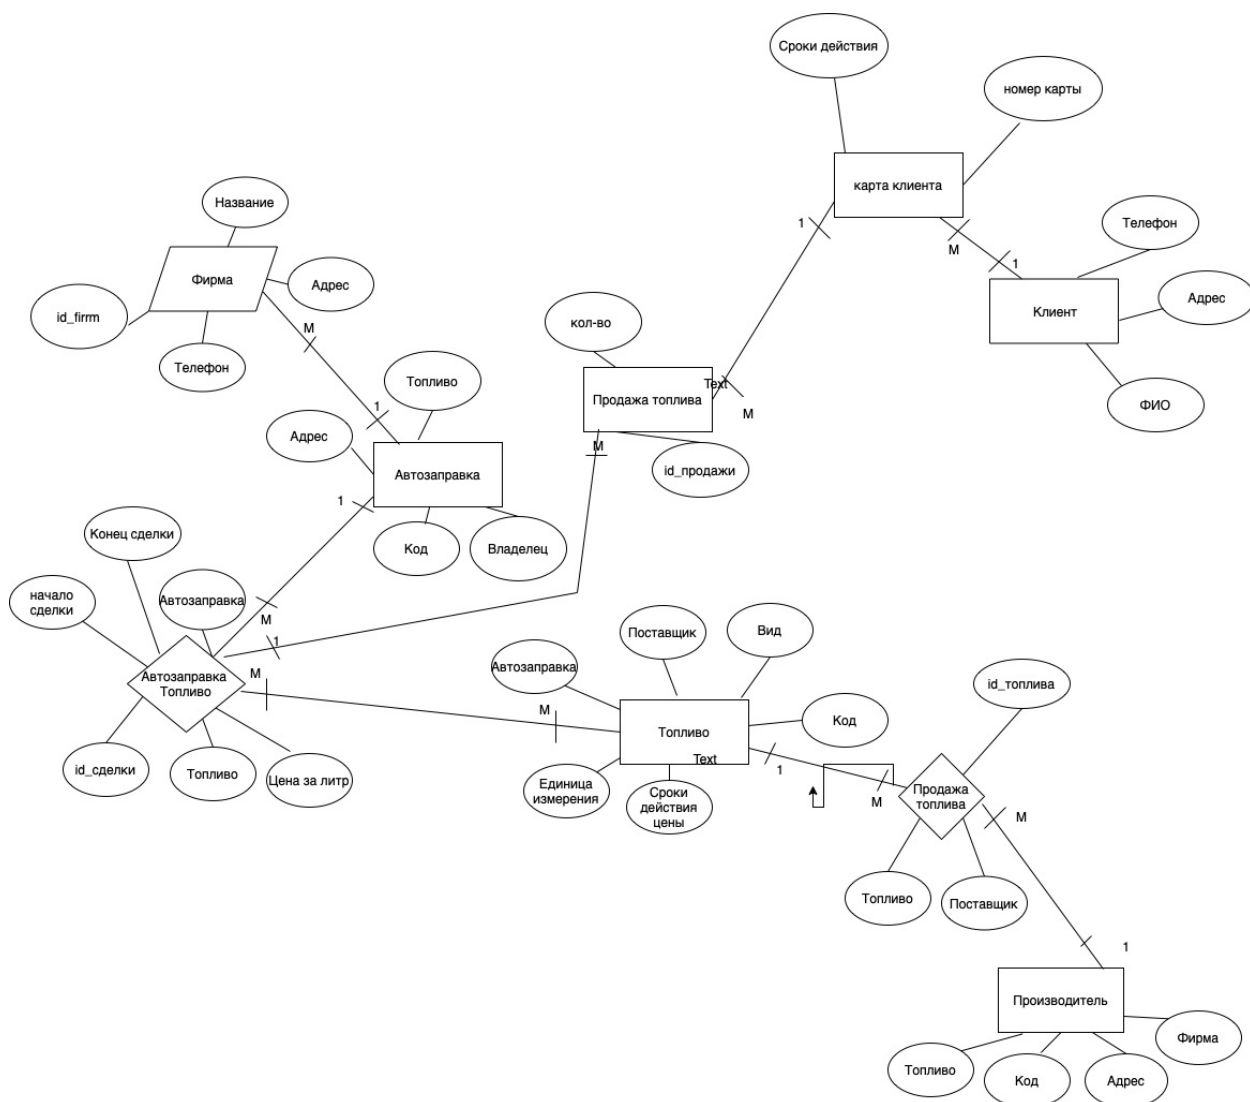 Сроки действия
номер карты
карта клиента
1
М
1
Телефон
Адрес
Клиент
ФИО
Название
Фирма
Адрес
id_firrm
Телефон
М
1
кол-во
Text
Продажа топлива
М
М
id_продажи
Топливо
Адрес
Автозаправка
1
Код
Владелец
Конец сделки
начало
сделки
Автозаправка
М
1
Автозаправка
Топливо
М
id_сделки
Топливо
Цена за литр
Поставщик
Вид
Автозаправка
М
Топливо
Text
Код
Единица
измерения
Сроки
действия
цены
1
М
id_топлива
Продажа
топлива
М
Топливо
Поставщик
1
Производитель
Фирма
Топливо
Код
Адрес